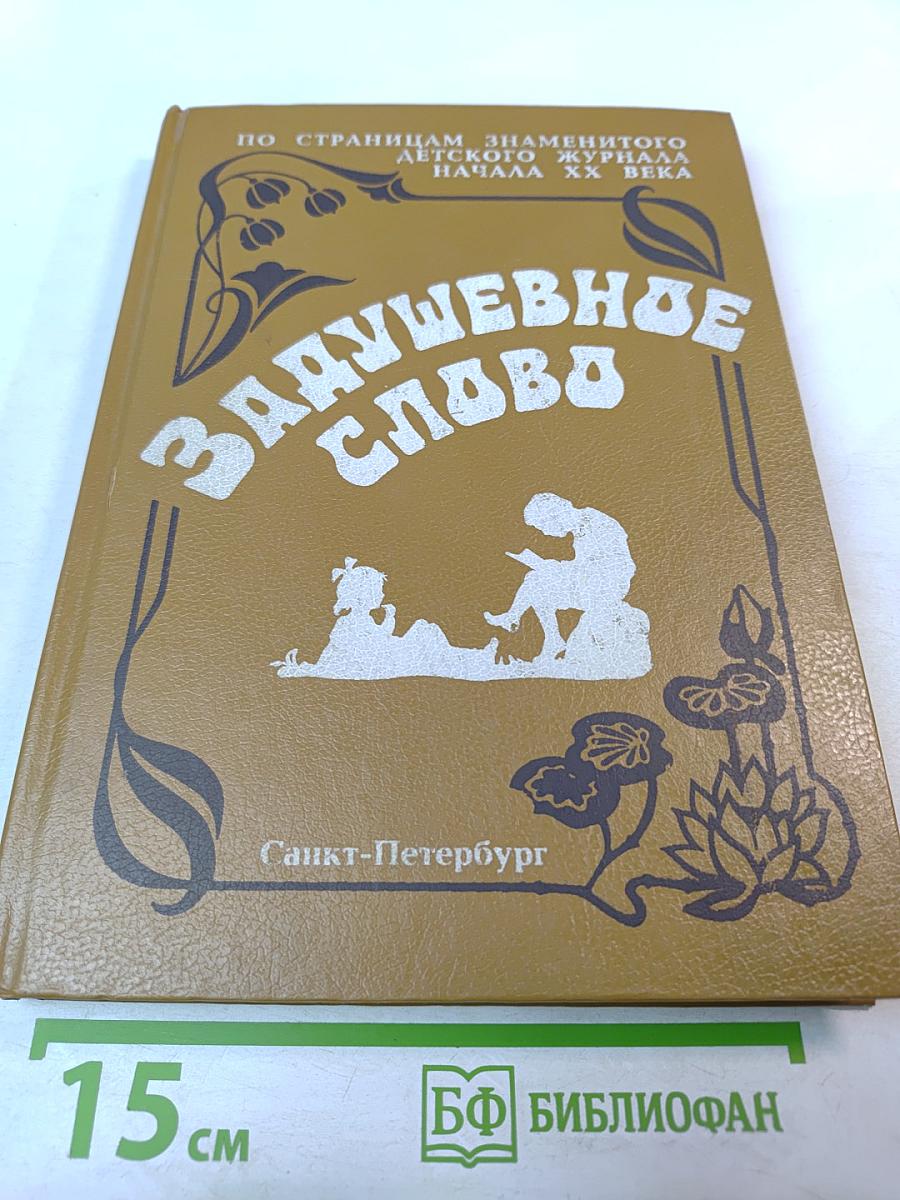 ПО СТРАНИЦАМ ЗНАМЕНИТОГО
ДЕТСКОГО ЖУРНАЛА
НАЧАЛА XX ВЕКА
ЗАДУШЕВНОЕ
СЛОВО
Санкт-Петербург
15 см
БФ БИБЛИОФАН